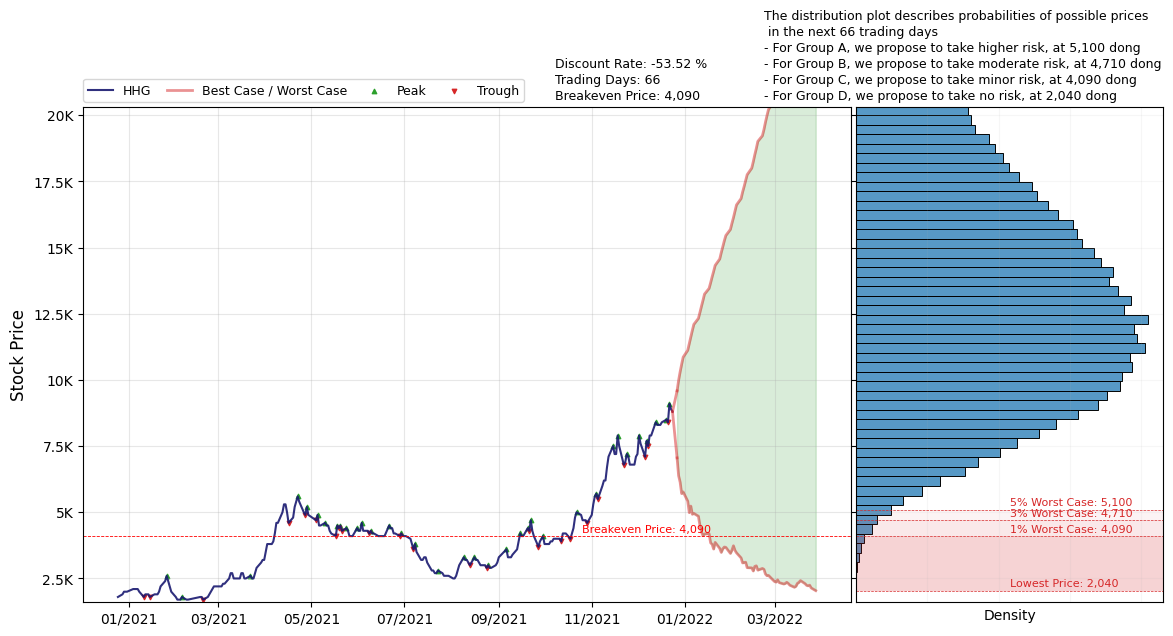 The distribution plot describes probabilities of possible prices
in the next 66 trading days
- For Group A, we propose to take higher risk, at 5,100 dong
- For Group B, we propose to take moderate risk, at 4,710 dong
- For Group C, we propose to take minor risk, at 4,090 dong
- For Group D, we propose to take no risk, at 2,040 dong
Discount Rate: -53.52 %
Trading Days: 66
Breakeven Price: 4,090
HHG
Best Case / Worst Case
Peak
Trough
Stock Price
20K
17.5K
15K
12.5K
10K
7.5K
5K
2.5K
Breakeven Price: 4,090
01/2021
03/2021
05/2021
07/2021
09/2021
11/2021
01/2022
03/2022
5% Worst Case: 5,100
3% Worst Case: 4,710
1% Worst Case: 4,090
Lowest Price: 2,040
Density